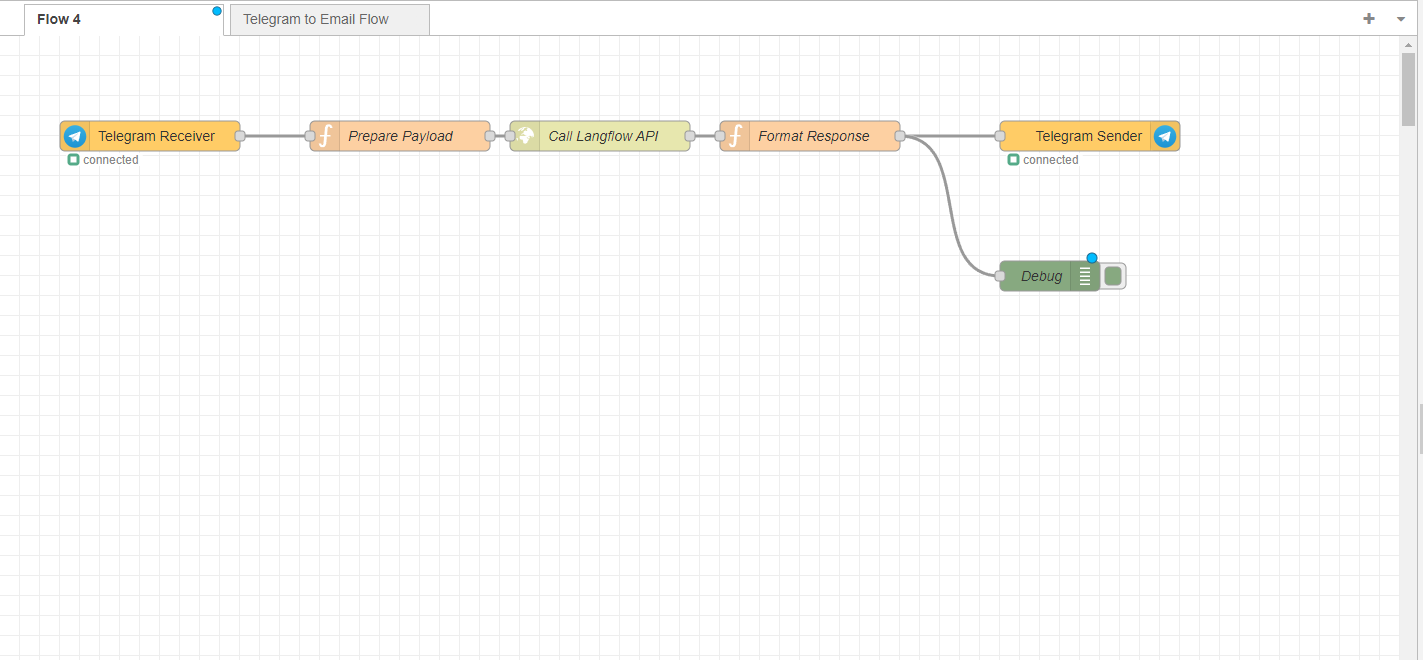 Flow 4
Telegram to Email Flow
Telegram Receiver
connected
Prepare Payload
Call Langflow API
Format Response
Telegram Sender
connected
Debug